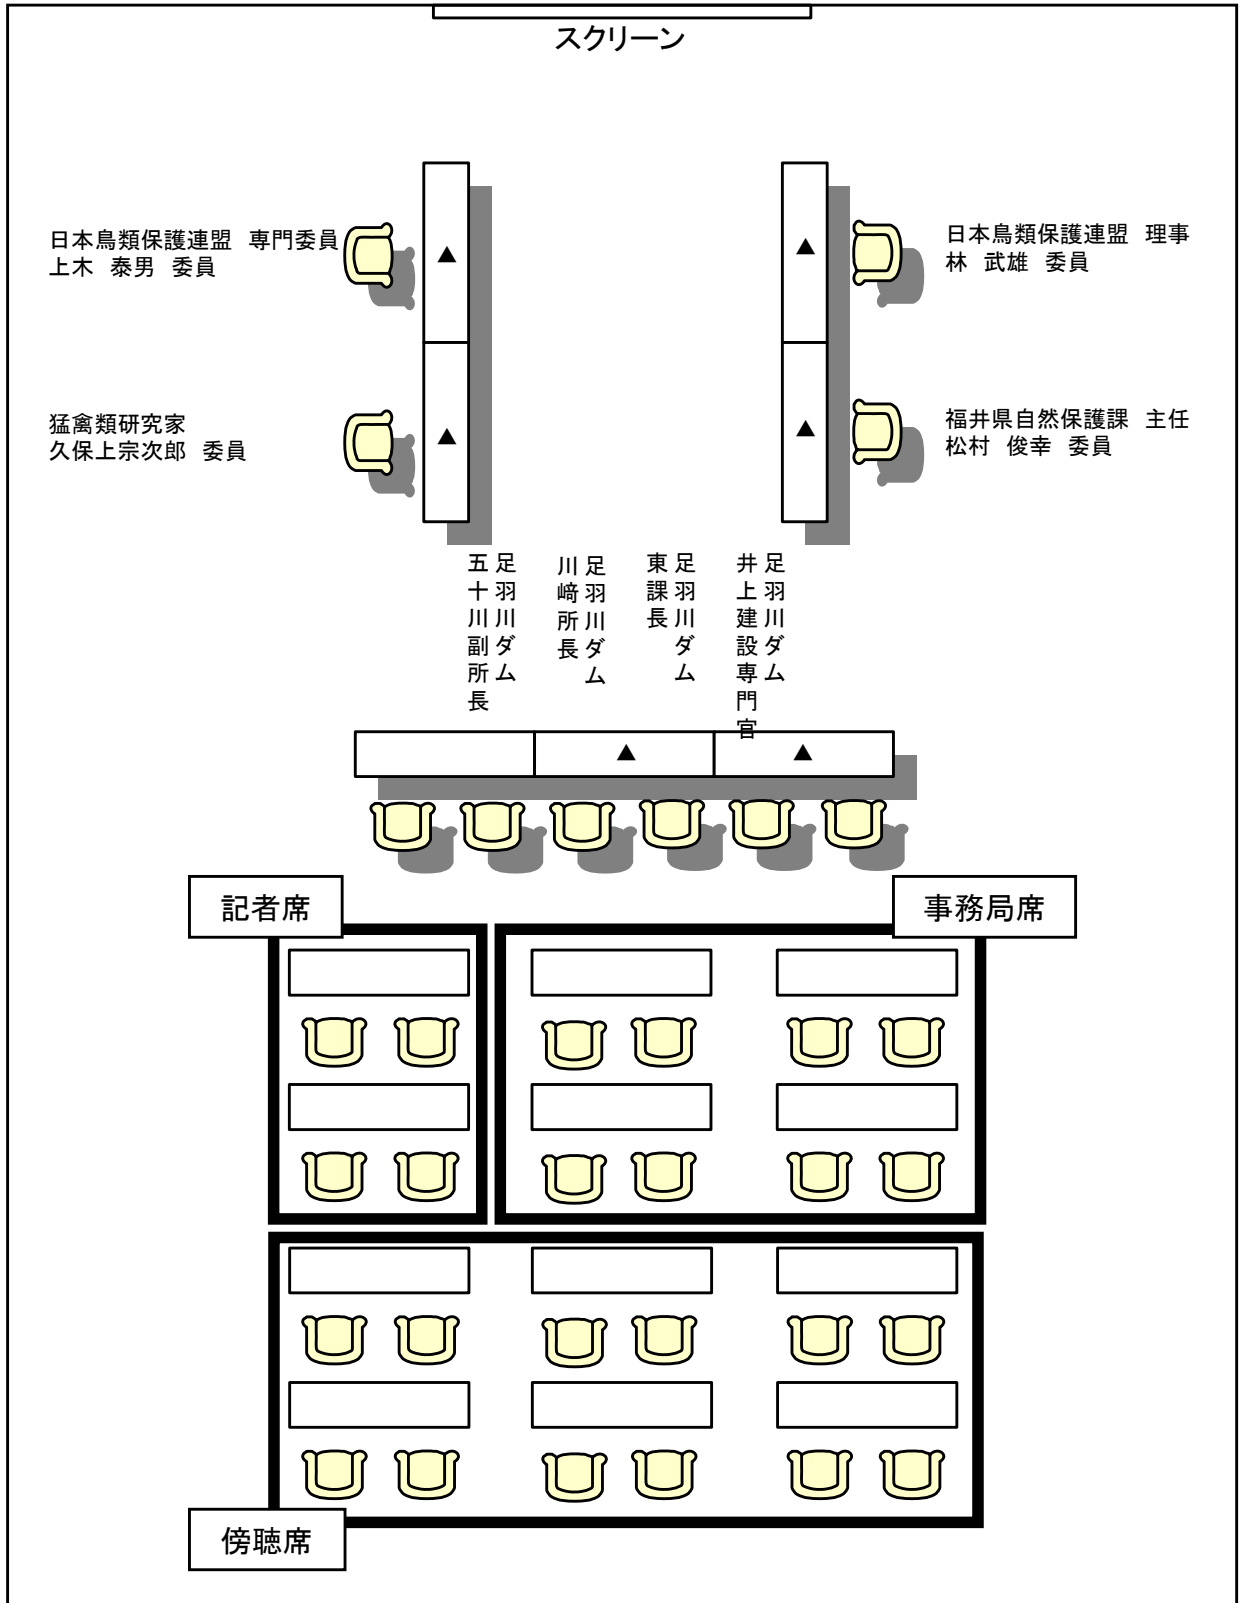 スクリーン
日本鳥類保護連盟　専門委員
上木　泰男　委員
日本鳥類保護連盟　理事
林　武雄　委員
猛禽類研究家
久保上宗次郎　委員
福井県自然保護課　主任
松村　俊幸　委員
足羽川ダム
五十川副所長
足羽川ダム
川﨑所長
足羽川ダム
東課長
足羽川ダム
井上建設専門官
記者席
事務局席
傍聴席